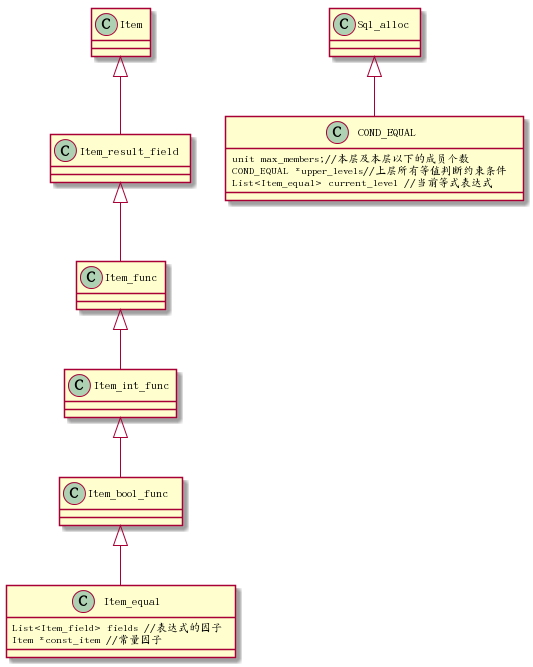 C Item
C Sql_alloc
C COND_EQUAL
unit max_members;//本层及本层以下的成员个数
COND_EQUAL *upper_levels//上层所有等值判断约束条件
List<Item_equal> current_level //当前等式表达式
C Item_result_field
C Item_func
C Item_int_func
C Item_bool_func
C Item_equal
List<Item_field> fields //表达式的因子
Item *const_item //常量因子